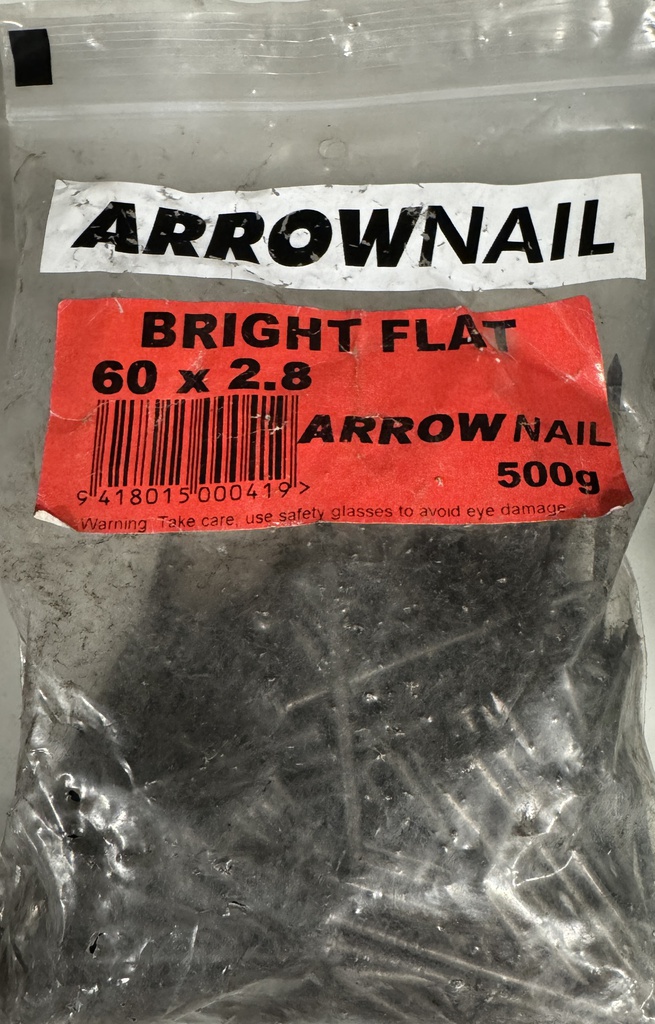 ARROWNAIL
BRIGHT FLAT
60 x 2.8
ARROW NAIL
500g
9 418015 000419 >
Warning: Take care, use safety glasses to avoid eye damage